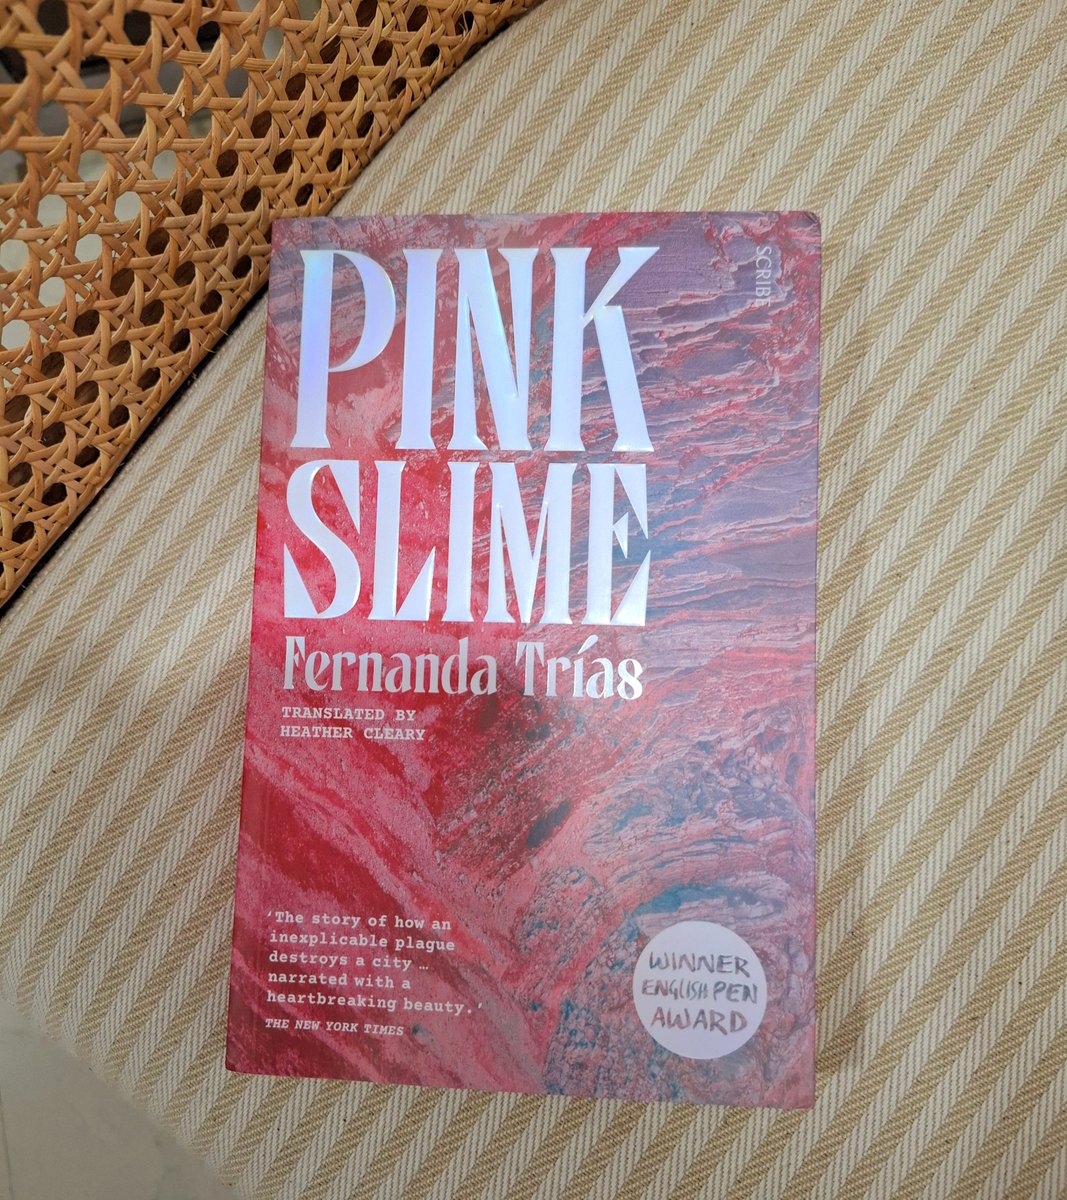 PINK
SLIME
Fernanda Trías
TRANSLATED BY
HEATHER CLEARY
SCRIBE
‘The story of how an
inexplicable plague
destroys a city …
narrated with a
heartbreaking beauty.’
THE NEW YORK TIMES
WINNER
ENGLISH PEN
AWARD